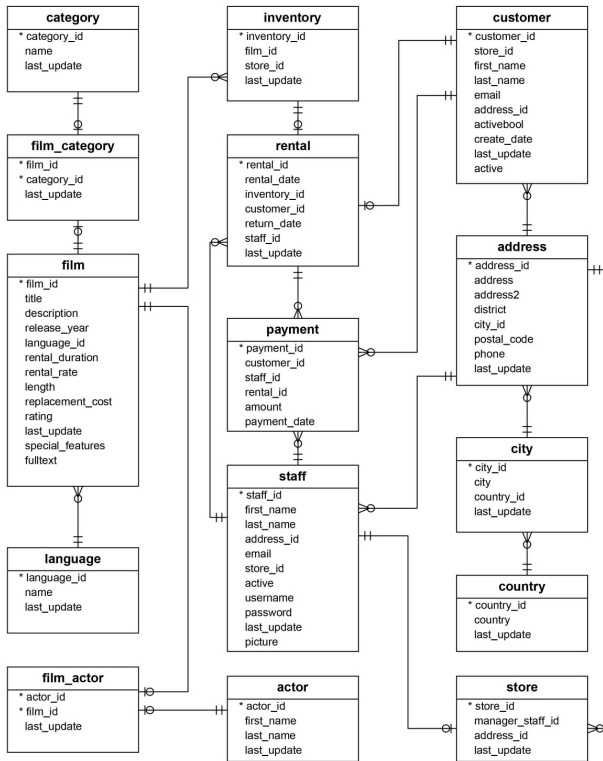 category
* category_id
name
last_update
film_category
* film_id
* category_id
last_update
film
* film_id
title
description
release_year
language_id
rental_duration
rental_rate
length
replacement_cost
rating
last_update
special_features
fulltext
language
* language_id
name
last_update
film_actor
* actor_id
* film_id
last_update
inventory
* inventory_id
film_id
store_id
last_update
rental
* rental_id
rental_date
inventory_id
customer_id
return_date
staff_id
last_update
payment
* payment_id
customer_id
staff_id
rental_id
amount
payment_date
staff
* staff_id
first_name
last_name
address_id
email
store_id
active
username
password
last_update
picture
actor
* actor_id
first_name
last_name
last_update
customer
* customer_id
store_id
first_name
last_name
email
address_id
activebool
create_date
last_update
active
address
* address_id
address
address2
district
city_id
postal_code
phone
last_update
city
* city_id
city
country_id
last_update
country
* country_id
country
last_update
store
* store_id
manager_staff_id
address_id
last_update